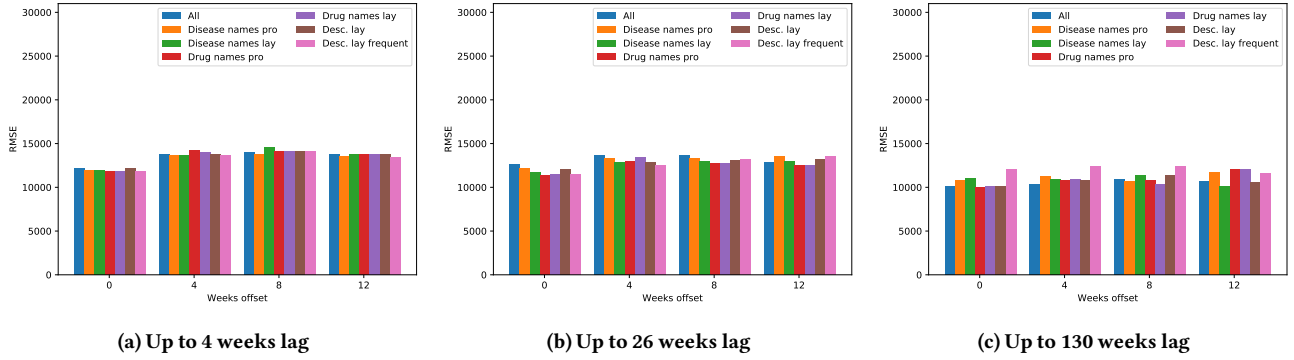 30000
25000
20000
15000
10000
5000
0
RMSE
All
Disease names pro
Disease names lay
Drug names pro
Drug names lay
Desc. lay
Desc. lay frequent
0 4 8 12
Weeks offset
(a) Up to 4 weeks lag
30000
25000
20000
15000
10000
5000
0
RMSE
All
Disease names pro
Disease names lay
Drug names pro
Drug names lay
Desc. lay
Desc. lay frequent
0 4 8 12
Weeks offset
(b) Up to 26 weeks lag
30000
25000
20000
15000
10000
5000
0
RMSE
All
Disease names pro
Disease names lay
Drug names pro
Drug names lay
Desc. lay
Desc. lay frequent
0 4 8 12
Weeks offset
(c) Up to 130 weeks lag